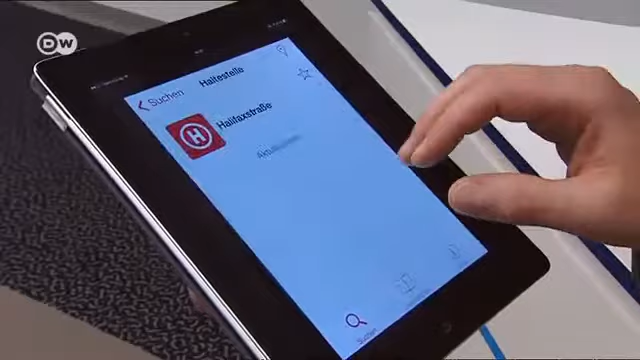 DW
Suchen
Haltestelle
H
Halifaxstraße
Suchen